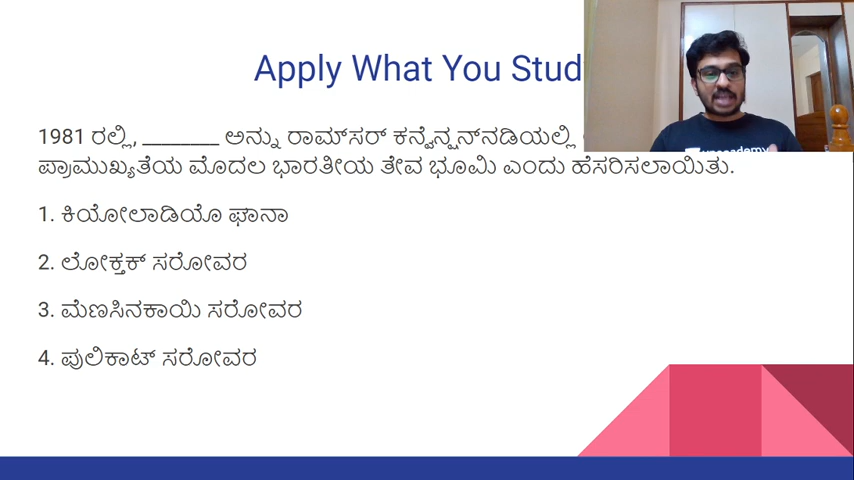 Apply What You Stud
1981 ರಲ್ಲಿ, ________ ಅನ್ನು ರಾಮ್‌ಸರ್ ಕನ್ವೆನ್ಷನ್‌ನಡಿಯಲ್ಲಿ
ಪ್ರಾಮುಖ್ಯತೆಯ ಮೊದಲ ಭಾರತೀಯ ತೇವ ಭೂಮಿ ಎಂದು ಹೆಸರಿಸಲಾಯಿತು.
1. ಕಿಯೋಲಾಡಿಯೊ ಘಾನಾ
2. ಲೋಕ್ತಕ್ ಸರೋವರ
3. ಮೆಣಸಿನಕಾಯಿ ಸರೋವರ
4. ಪುಲಿಕಾಟ್ ಸರೋವರ